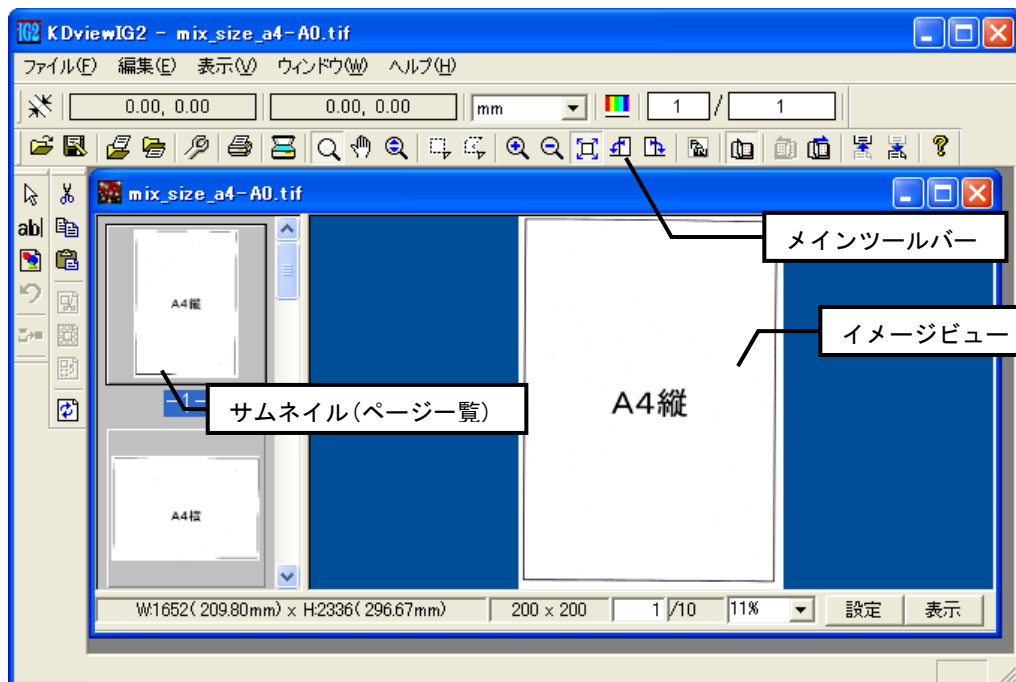 IG2 KDviewIG2 - mix_size_a4-A0.tif
ファイル(F) 編集(E) 表示(V) ウィンドウ(W) ヘルプ(H)
0.00, 0.00 0.00, 0.00 mm 1 / 1
mix_size_a4-A0.tif
ab|
メインツールバー
A4縦
イメージビュー
-1-
サムネイル(ページ一覧)
A4縦
A4横
W:1652( 209.80mm) × H:2336( 296.67mm) 200 × 200 1 /10 11% 設定 表示